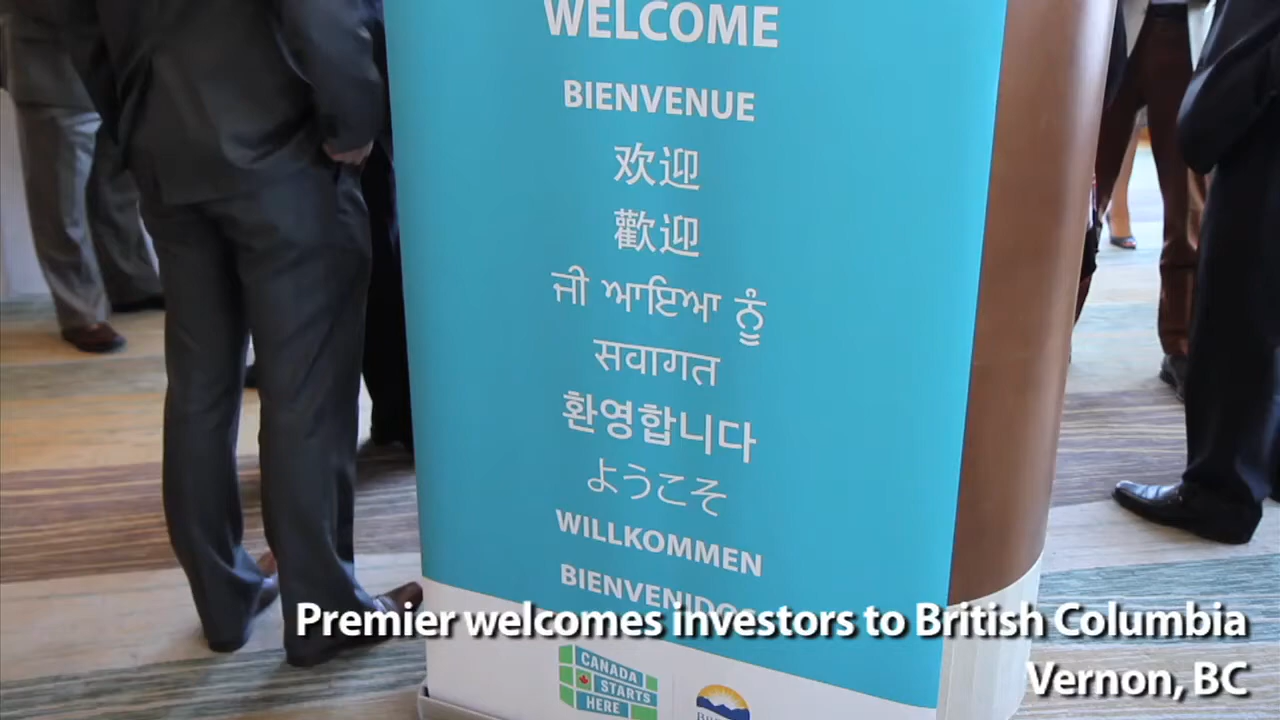 WELCOME
BIENVENUE
欢迎
歡迎
ਜੀ ਆਇਆ ਨੂੰ
सवागत
환영합니다
ようこそ
WILLKOMMEN
BIENVENIDOS
Premier welcomes investors to British Columbia
Vernon, BC
CANADA
STARTS
HERE